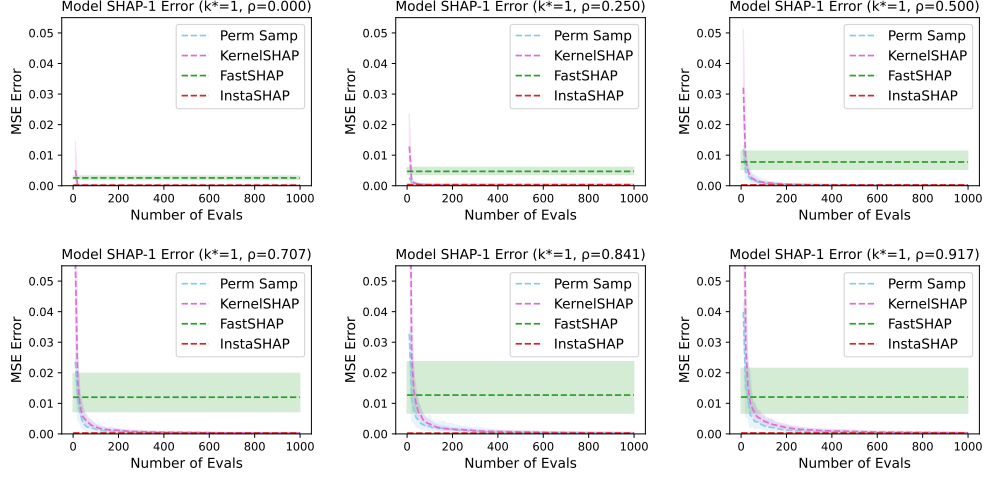 Model SHAP-1 Error (k*=1, ρ=0.000)
MSE Error
0.05
0.04
0.03
0.02
0.01
0.00
Perm Samp
KernelSHAP
FastSHAP
InstaSHAP
0 200 400 600 800 1000
Number of Evals
Model SHAP-1 Error (k*=1, ρ=0.250)
MSE Error
0.05
0.04
0.03
0.02
0.01
0.00
Perm Samp
KernelSHAP
FastSHAP
InstaSHAP
0 200 400 600 800 1000
Number of Evals
Model SHAP-1 Error (k*=1, ρ=0.500)
MSE Error
0.05
0.04
0.03
0.02
0.01
0.00
Perm Samp
KernelSHAP
FastSHAP
InstaSHAP
0 200 400 600 800 1000
Number of Evals
Model SHAP-1 Error (k*=1, ρ=0.707)
MSE Error
0.05
0.04
0.03
0.02
0.01
0.00
Perm Samp
KernelSHAP
FastSHAP
InstaSHAP
0 200 400 600 800 1000
Number of Evals
Model SHAP-1 Error (k*=1, ρ=0.841)
MSE Error
0.05
0.04
0.03
0.02
0.01
0.00
Perm Samp
KernelSHAP
FastSHAP
InstaSHAP
0 200 400 600 800 1000
Number of Evals
Model SHAP-1 Error (k*=1, ρ=0.917)
MSE Error
0.05
0.04
0.03
0.02
0.01
0.00
Perm Samp
KernelSHAP
FastSHAP
InstaSHAP
0 200 400 600 800 1000
Number of Evals